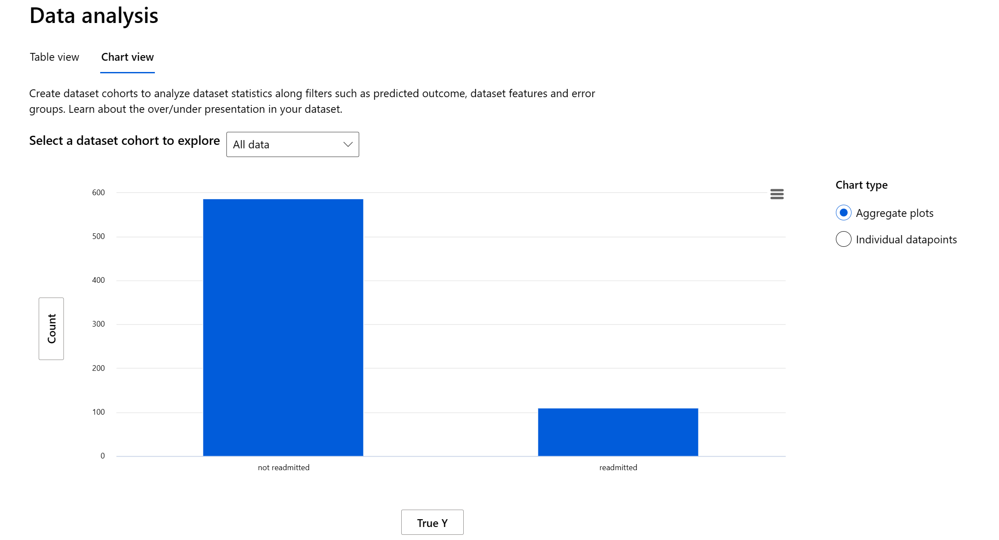 Data analysis
Table view
Chart view
Create dataset cohorts to analyze dataset statistics along filters such as predicted outcome, dataset features and error
groups. Learn about the over/under presentation in your dataset.
Select a dataset cohort to explore
All data
Chart type
Aggregate plots
Individual datapoints
600
500
400
300
200
100
0
Count
not readmitted
readmitted
True Y